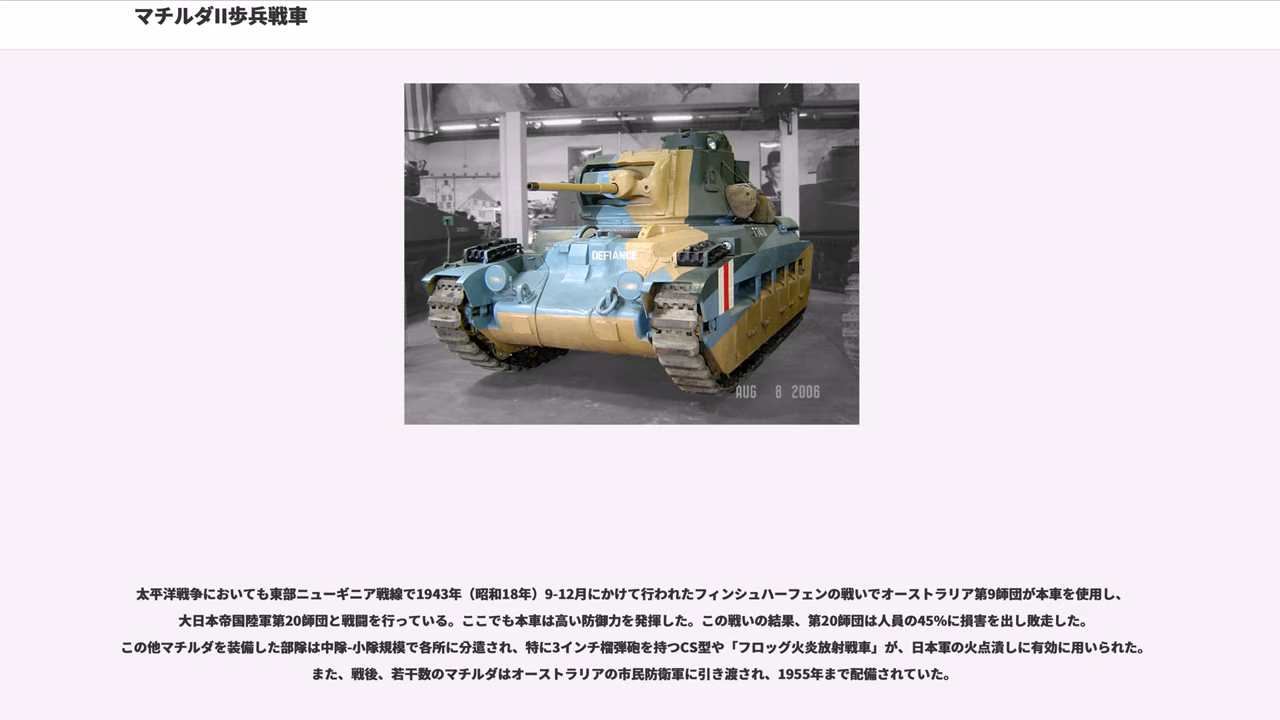 マチルダII歩兵戦車
DEFIANCE
AUG 8 2006
太平洋戦争においても東部ニューギニア戦線で1943年（昭和18年）9-12月にかけて行われたフィンシュハーフェンの戦いでオーストラリア第9師団が本車を使用し、
大日本帝国陸軍第20師団と戦闘を行っている。ここでも本車は高い防御力を発揮した。この戦いの結果、第20師団は人員の45%に損害を出し敗走した。
この他マチルダを装備した部隊は中隊-小隊規模で各所に分遣され、特に3インチ榴弾砲を持つCS型や「フロッグ火炎放射戦車」が、日本軍の火点潰しに有効に用いられた。
また、戦後、若干数のマチルダはオーストラリアの市民防衛軍に引き渡され、1955年まで配備されていた。